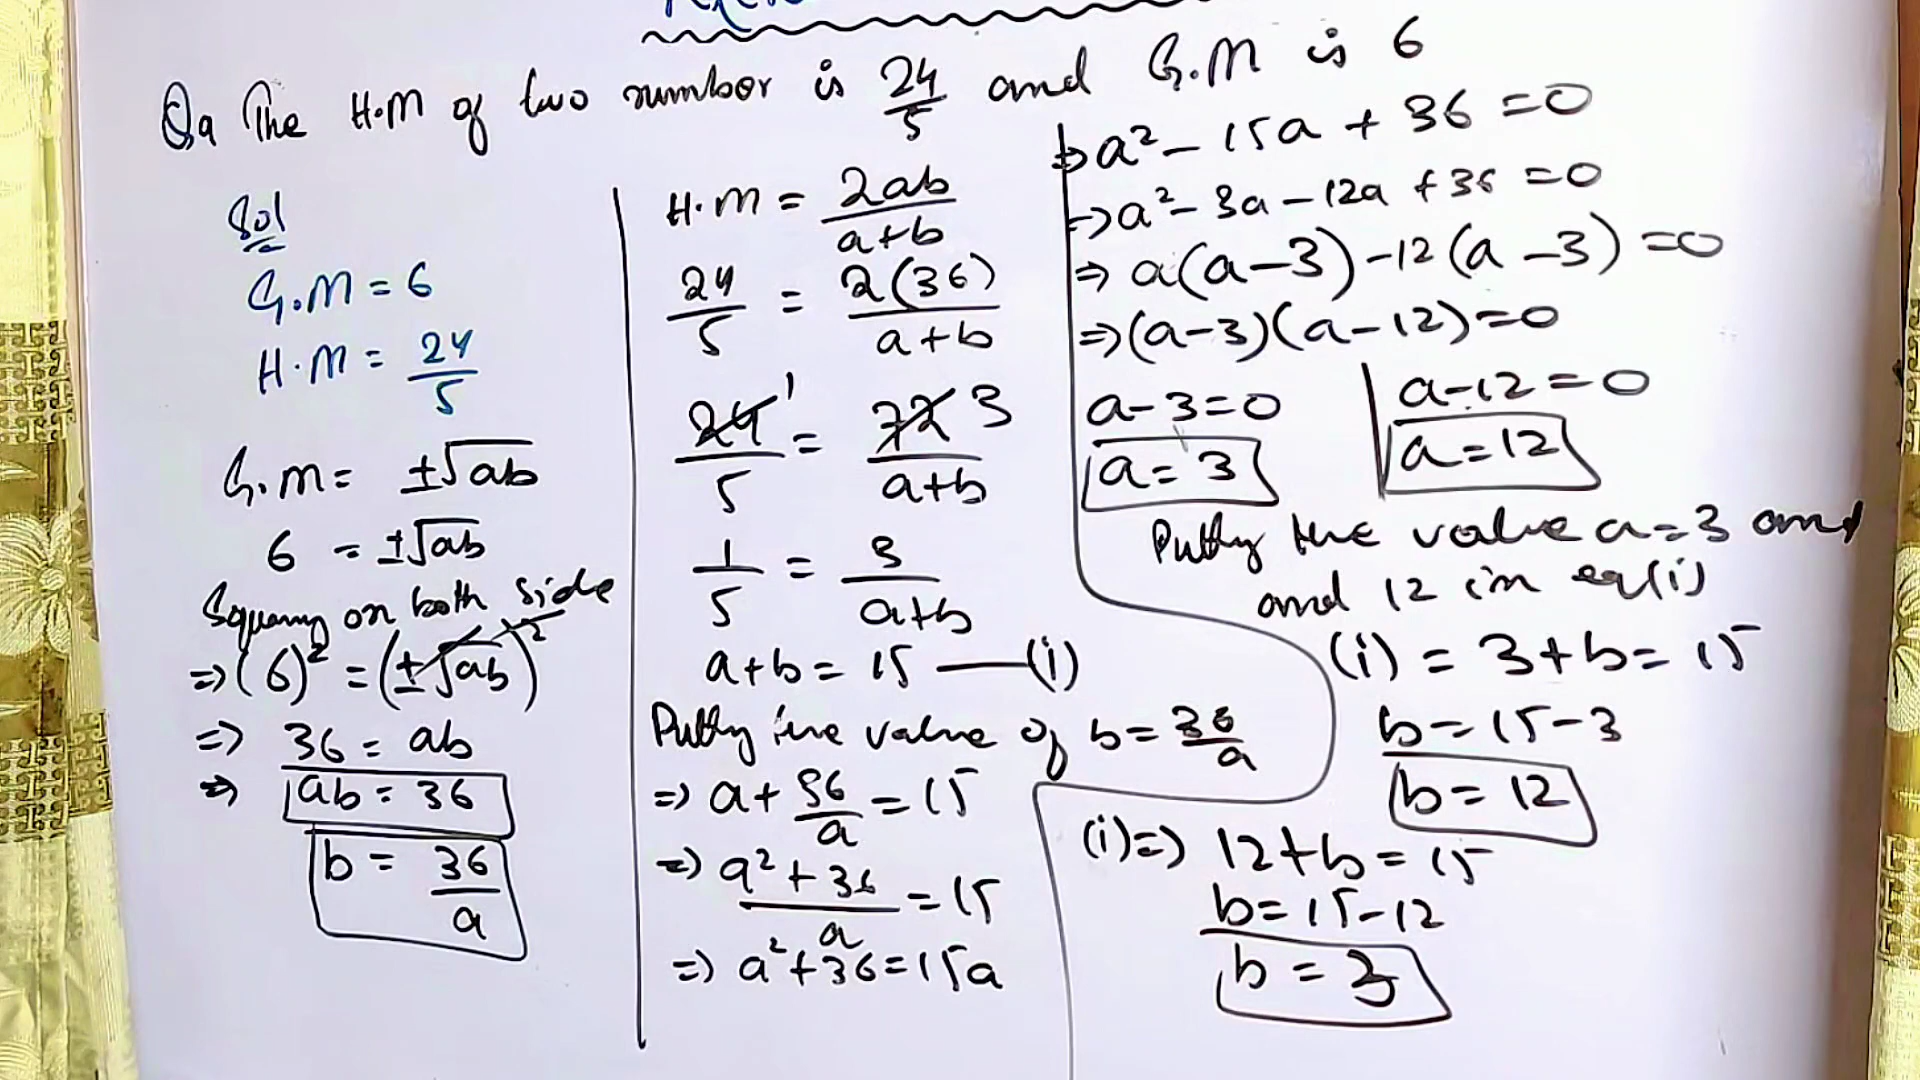 Q9 The H.M of two number is 24/5 and G.M is 6
Sol
G.M = 6
H.M = 24/5
G.M = ±√ab
6 = ±√ab
Squaring on both side
⇒ (6)² = (±√ab)²
⇒ 36 = ab
⇒ ab = 36
b = 36/a
H.M = 2ab/a+b
24/5 = 2(36)/a+b
24/5 1 = 72/a+b 3
1/5 = 3/a+b
a+b = 15 —(i)
Putting the value of b = 36/a
⇒ a + 36/a = 15
⇒ a² + 36/a = 15
⇒ a² + 36 = 15a
⇒ a² – 15a + 36 = 0
⇒ a² – 3a – 12a + 36 = 0
⇒ a(a–3) –12(a–3) = 0
⇒ (a–3)(a–12) = 0
a–3 = 0
a = 3
a–12 = 0
a = 12
Putting the value a = 3 and
and 12 in eq(i)
(i) = 3+b = 15
b = 15–3
b = 12
(i) ⇒ 12+b = 15
b = 15–12
b = 3